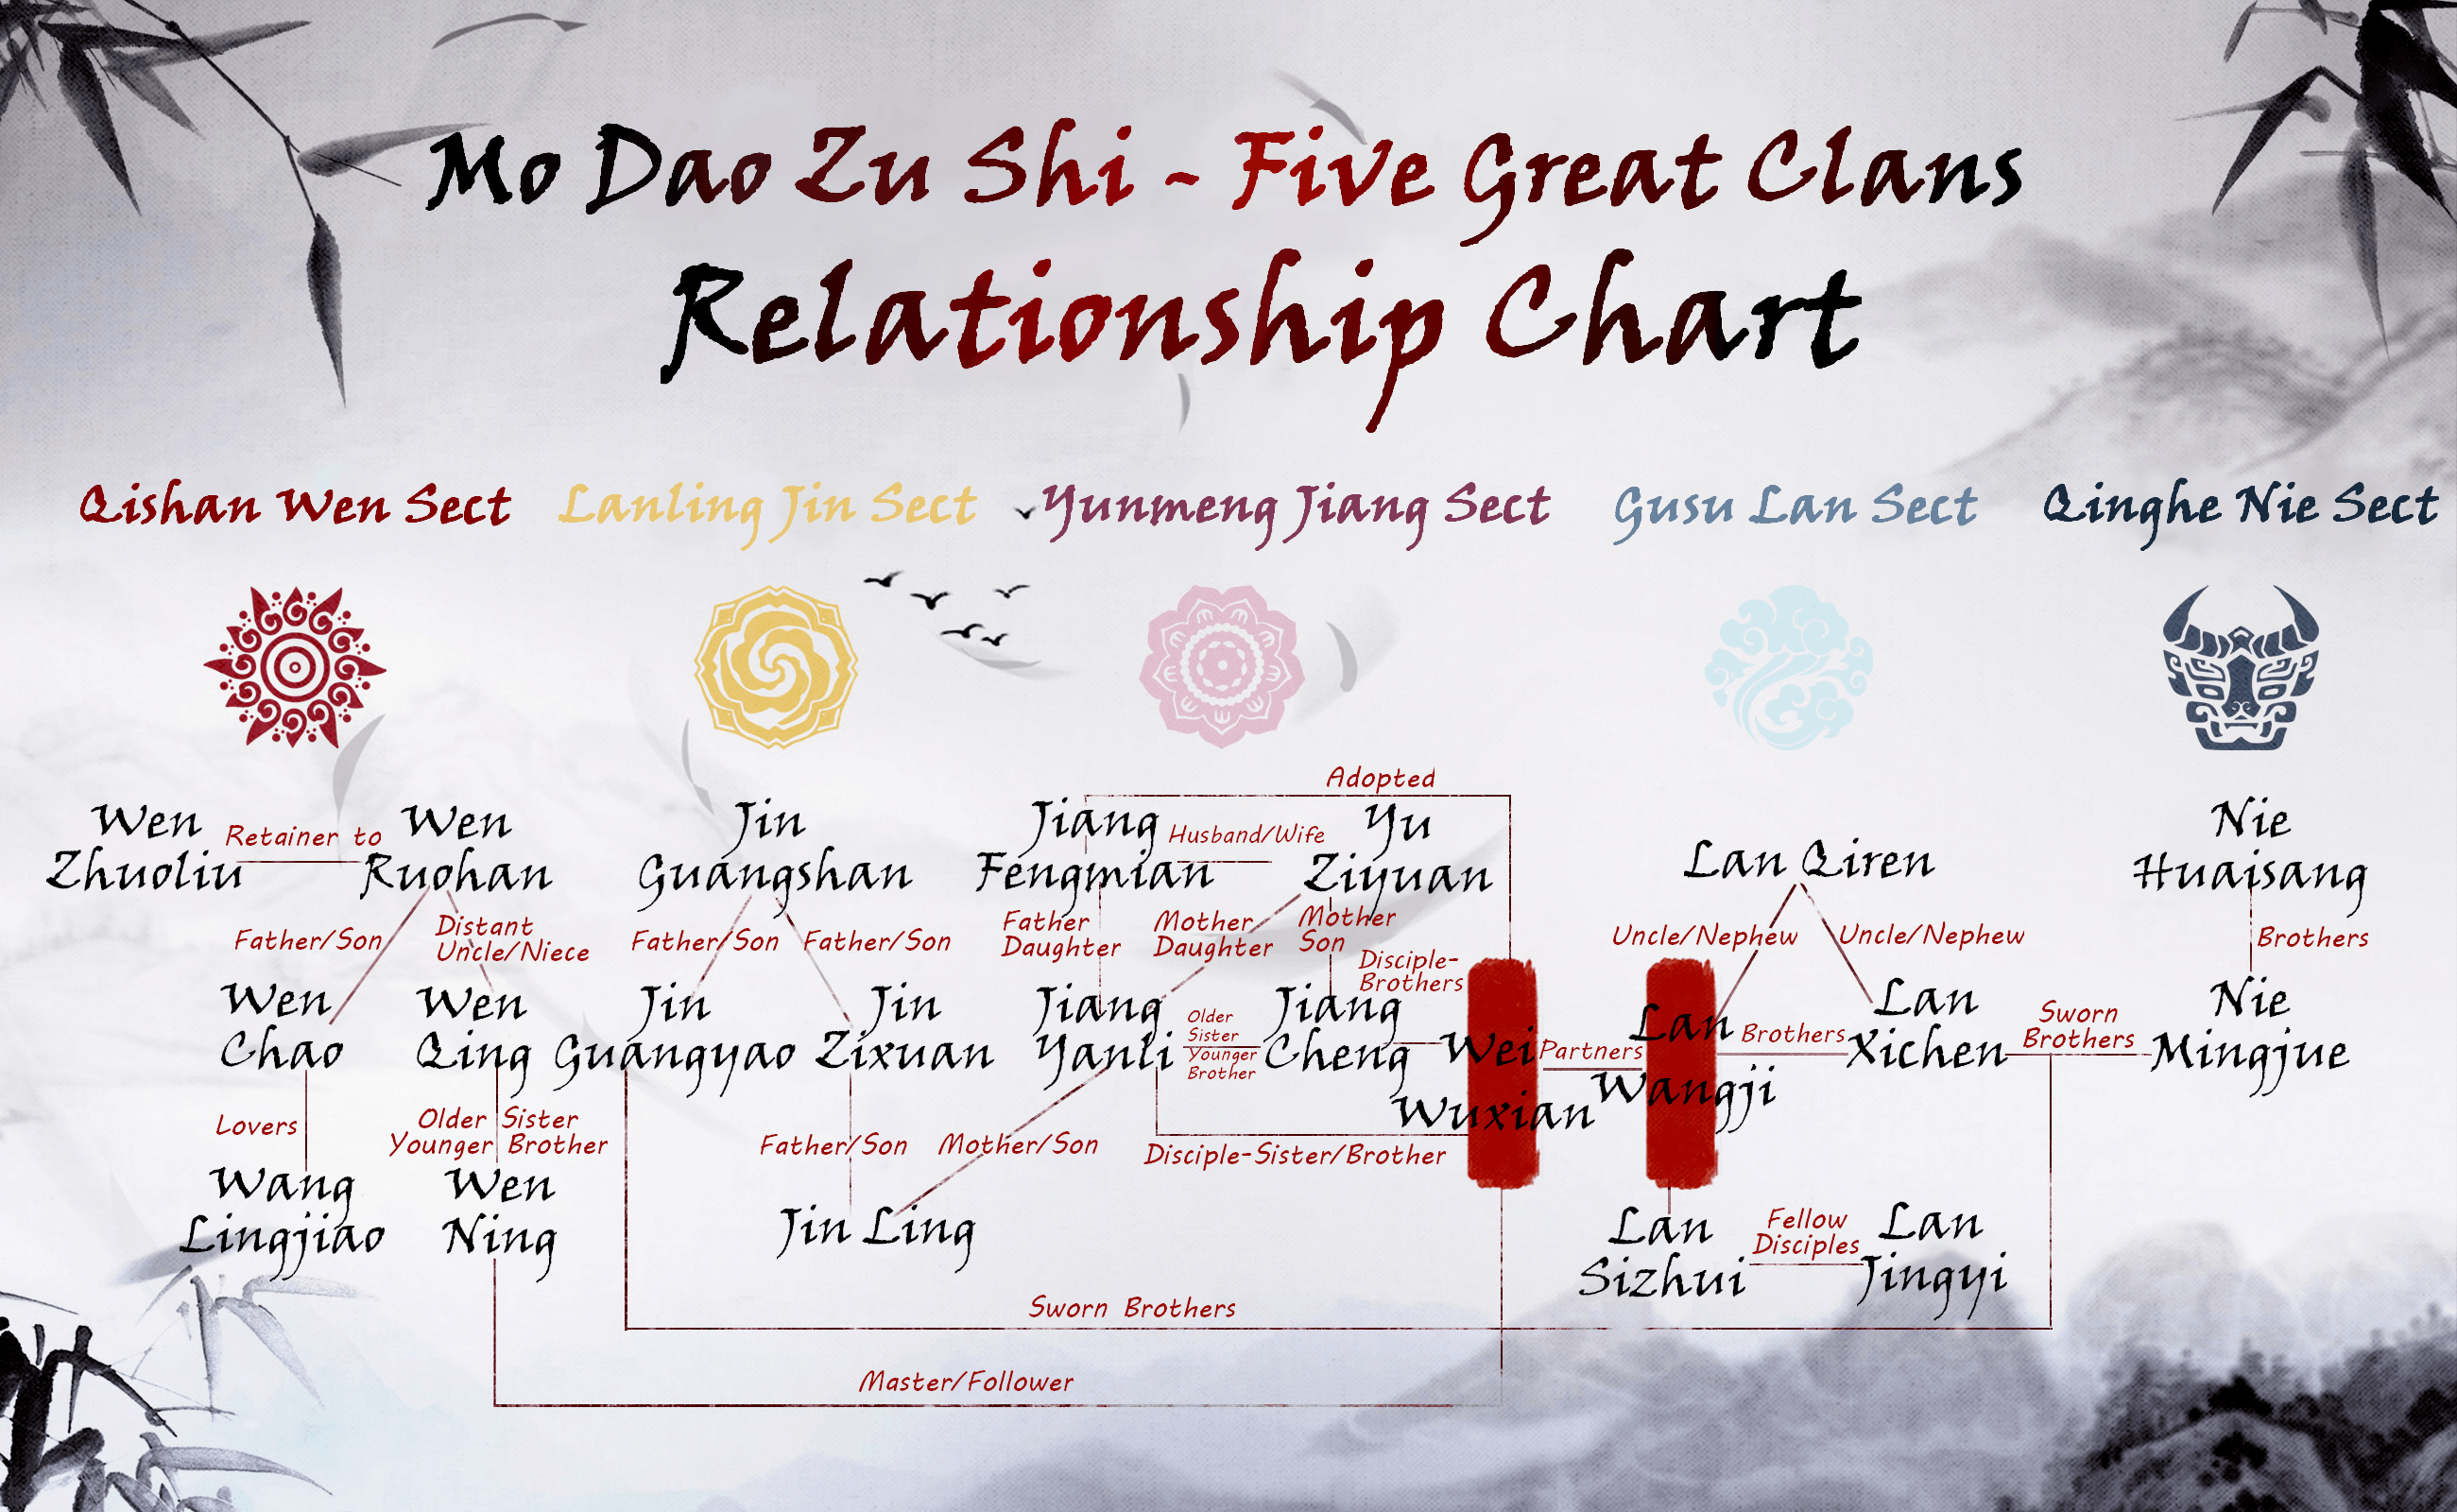 Mo Dao Zu Shi - Five Great Clans
Relationship Chart
Qishan Wen Sect
Lanling Jin Sect
Yunmeng Jiang Sect
Gusu Lan Sect
Qinghe Nie Sect
Wen
Zhuoliu
Retainer to
Wen
Ruohan
Father/Son
Distant
Uncle/Niece
Wen
Chao
Wen
Qing
Lovers
Older Sister
Younger Brother
Wang
Lingjiao
Wen
Ning
Jin
Guangshan
Father/Son
Father/Son
Jin
Guangyao
Jin
Zixuan
Father/Son
Mother/Son
Jin Ling
Adopted
Jiang
Fengmian
Husband/Wife
Yu
Ziyuan
Father
Daughter
Mother
Daughter
Mother
Son
Disciple-
Brothers
Jiang
Yanli
Older
Sister
Younger
Brother
Jiang
Cheng
Wei
Wuxian
Disciple-Sister/Brother
Partners
Lan Qiren
Uncle/Nephew
Uncle/Nephew
Lan
Wangji
Brothers
Lan
Xichen
Sworn
Brothers
Lan
Sizhui
Fellow
Disciples
Lan
Jingyi
Nie
Huaisang
Brothers
Nie
Mingjue
Sworn Brothers
Master/Follower